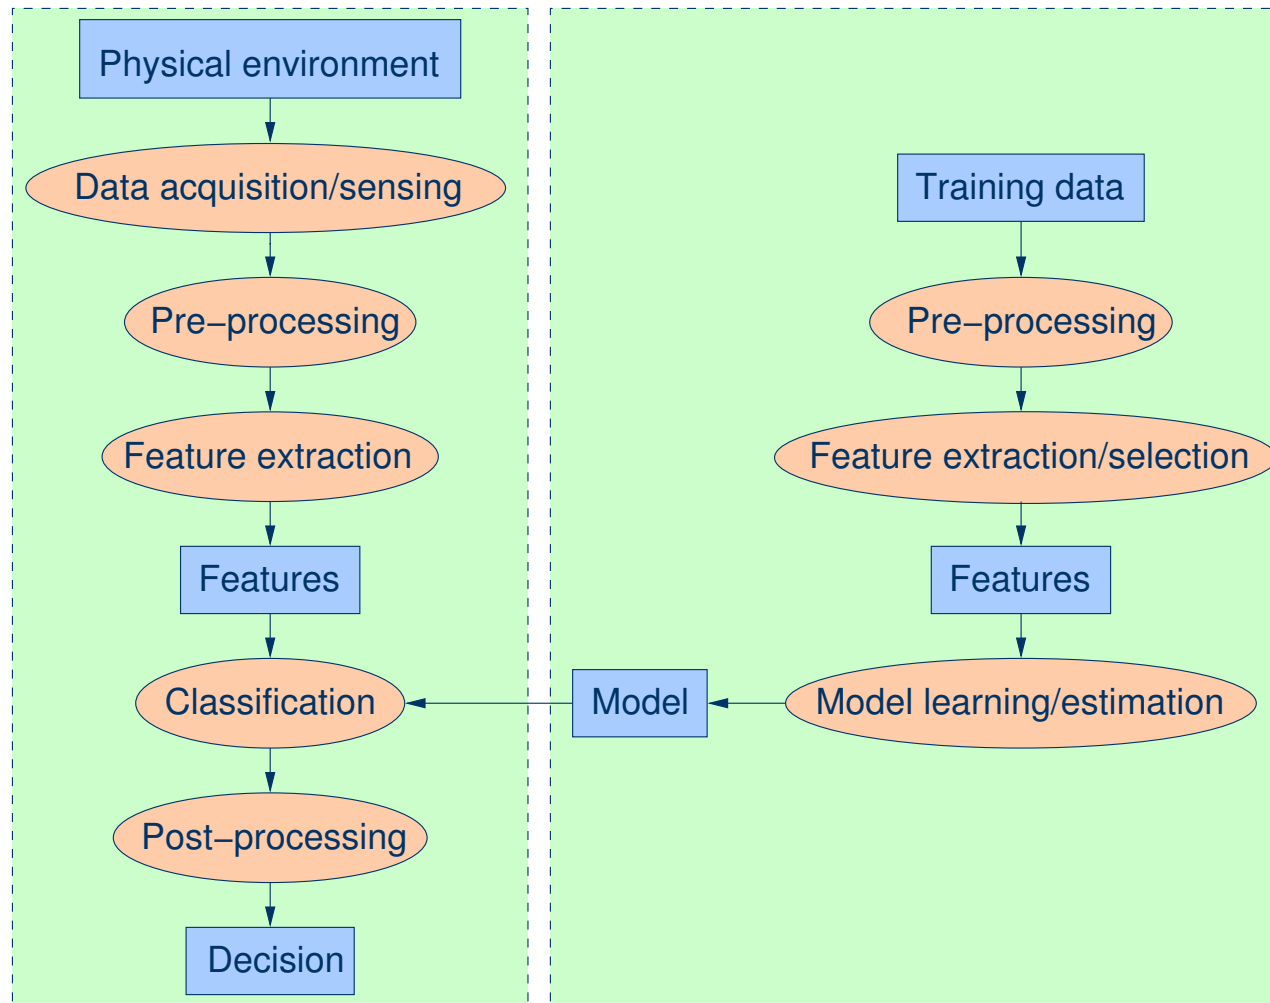 Physical environment
Data acquisition/sensing
Pre−processing
Feature extraction
Features
Classification
Post−processing
Decision
Training data
Pre−processing
Feature extraction/selection
Features
Model learning/estimation
Model